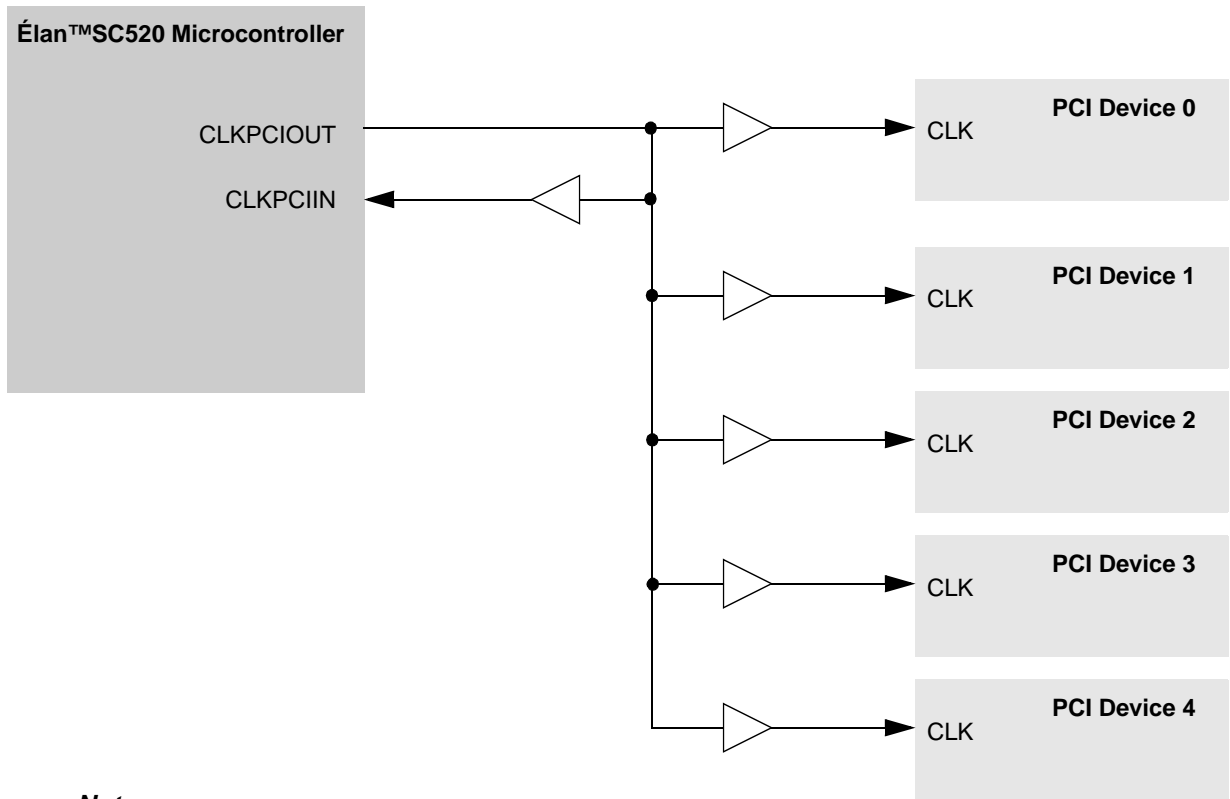 Élan™SC520 Microcontroller
CLKPCIOUT
CLKPCIIN
PCI Device 0
CLK
PCI Device 1
CLK
PCI Device 2
CLK
PCI Device 3
CLK
PCI Device 4
CLK